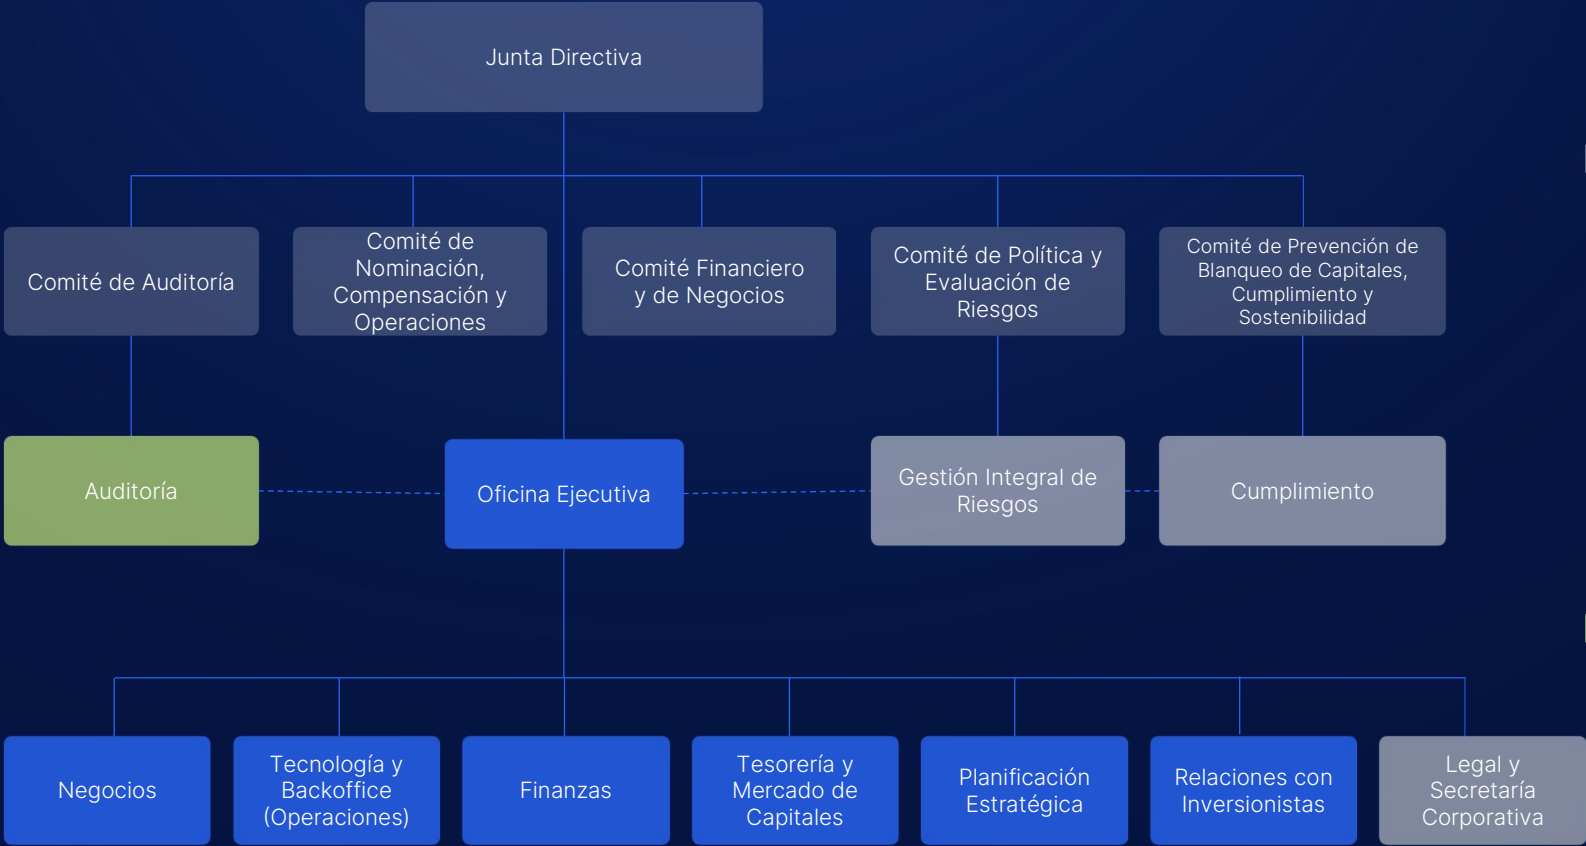 Junta Directiva
Comité de Auditoría
Comité de
Nominación,
Compensación y
Operaciones
Comité Financiero
y de Negocios
Comité de Política y
Evaluación de
Riesgos
Comité de Prevención de
Blanqueo de Capitales,
Cumplimiento y
Sostenibilidad
Auditoría
Oficina Ejecutiva
Gestión Integral de
Riesgos
Cumplimiento
Negocios
Tecnología y
Backoffice
(Operaciones)
Finanzas
Tesorería y
Mercado de
Capitales
Planificación
Estratégica
Relaciones con
Inversionistas
Legal y
Secretaría
Corporativa